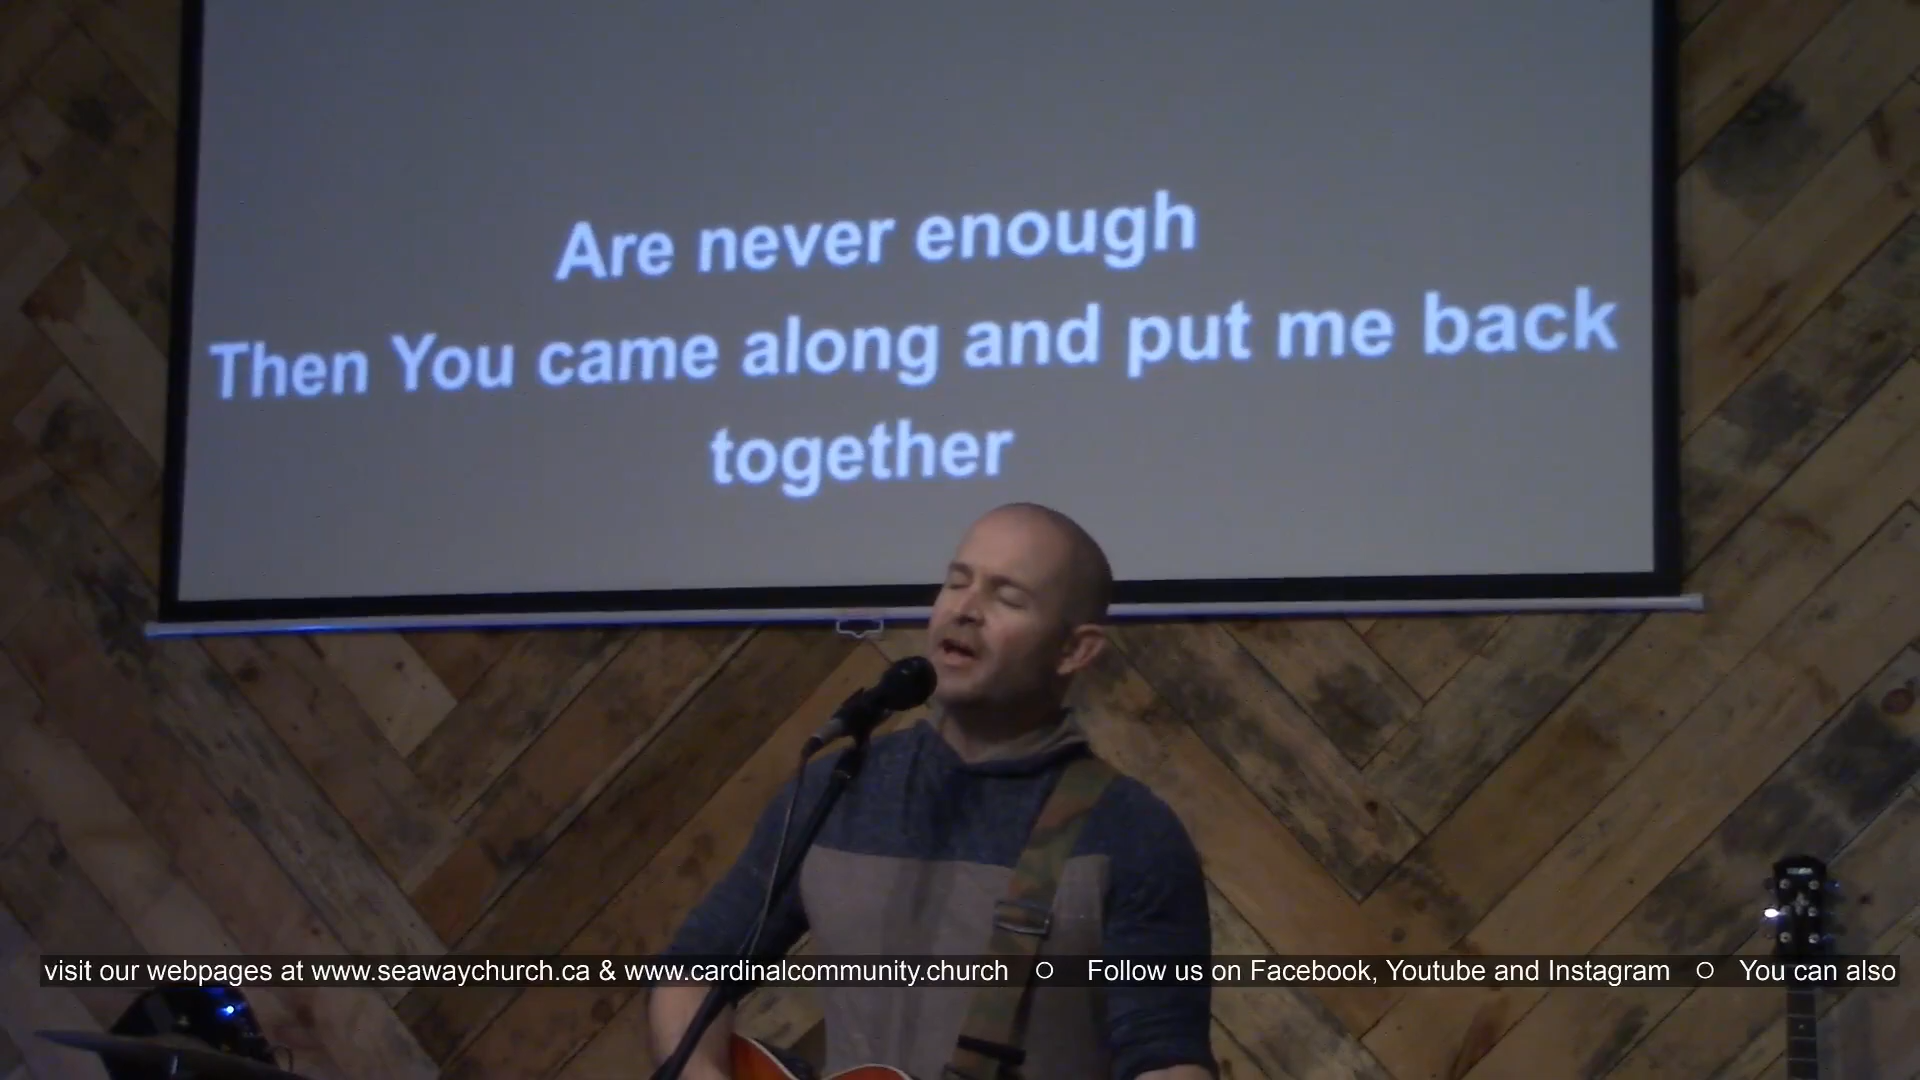 Are never enough
Then You came along and put me back
together
visit our webpages at www.seawaychurch.ca & www.cardinalcommunity.church ○ Follow us on Facebook, Youtube and Instagram ○ You can also